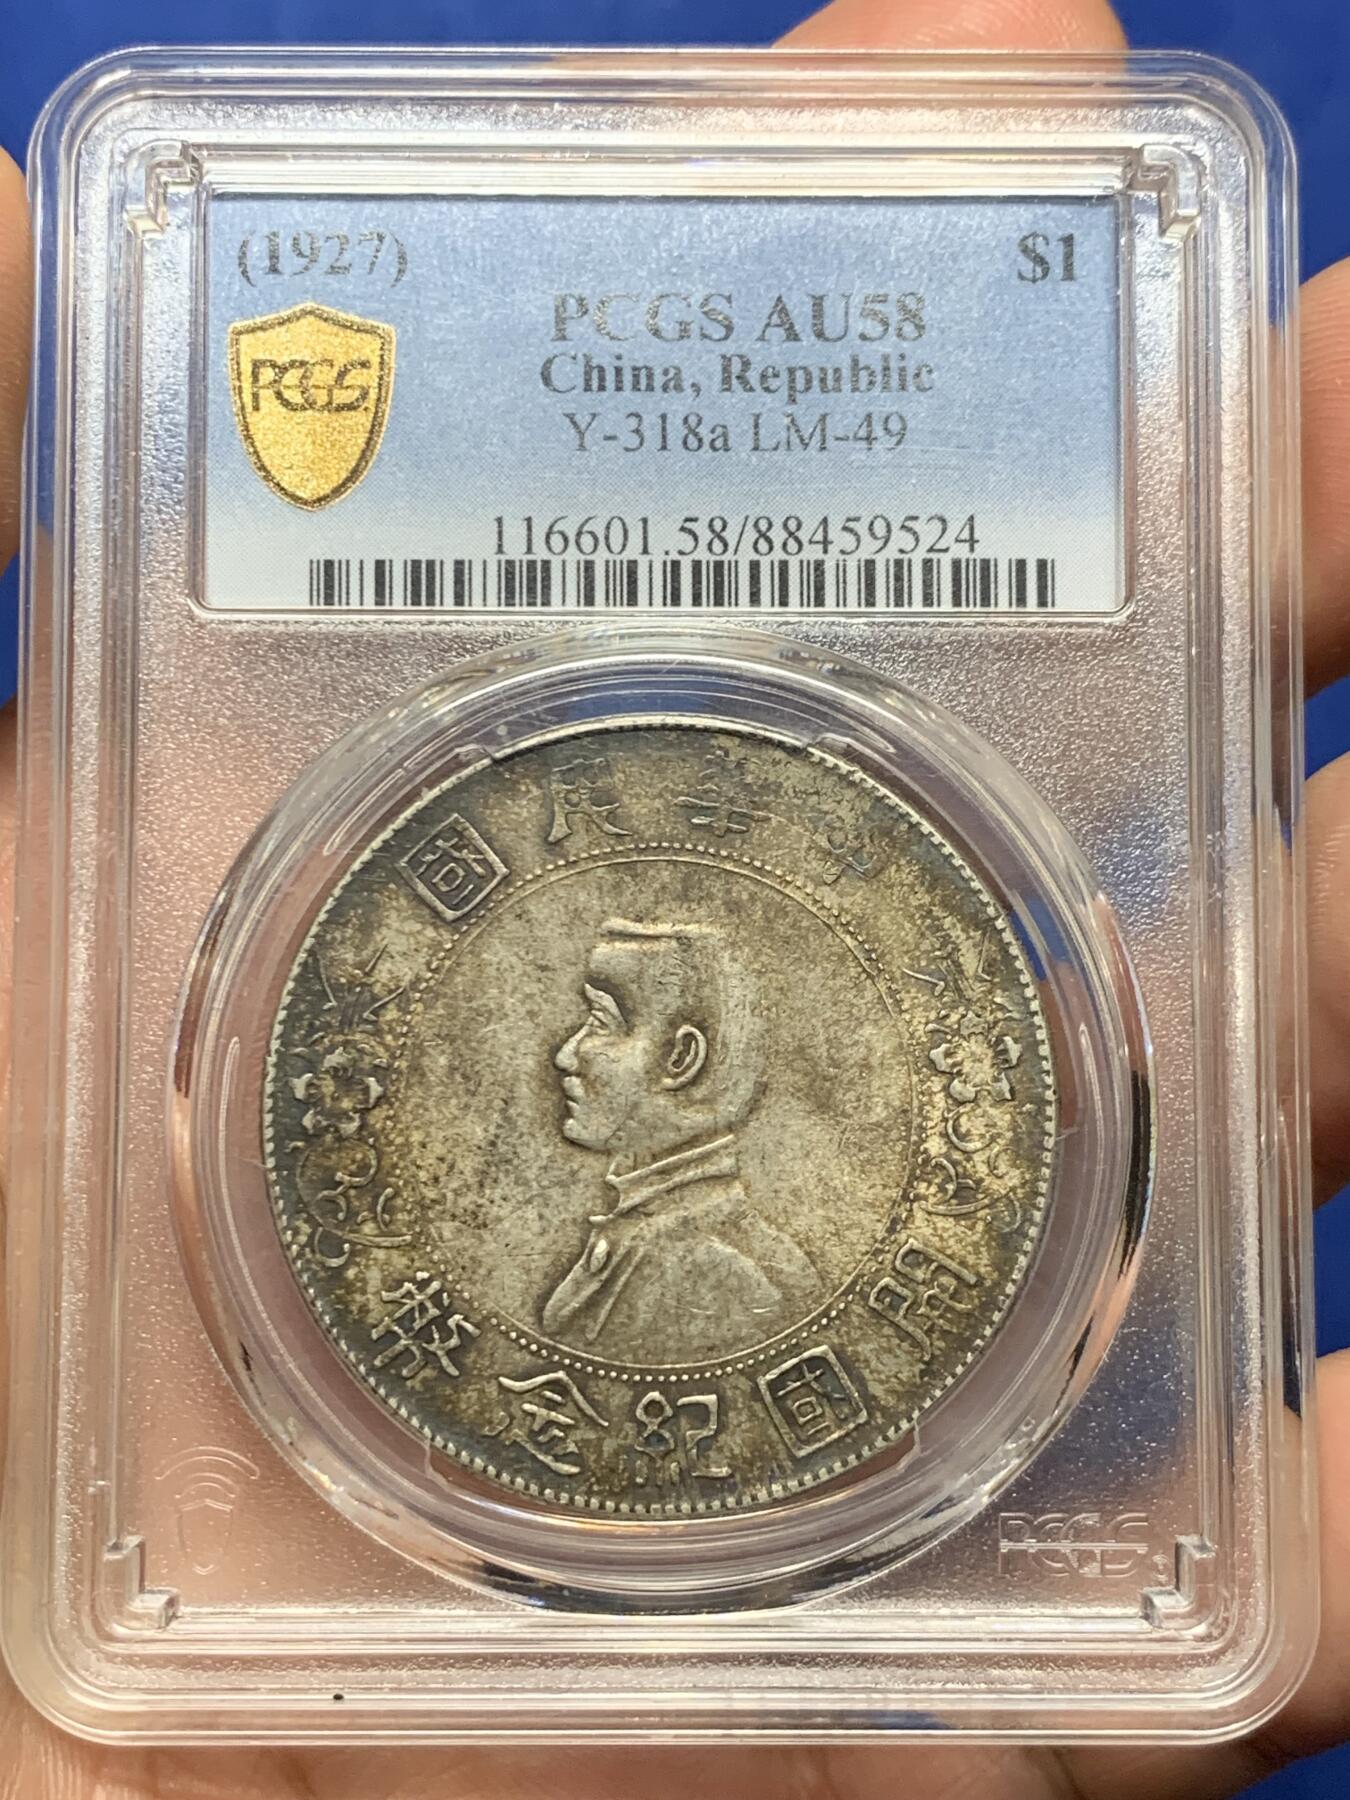 (1927) $1
PCGS AU58
PCGS
China, Republic
Y-318a LM-49
116601.58/88459524
中華民國
開國紀念幣
PCGS